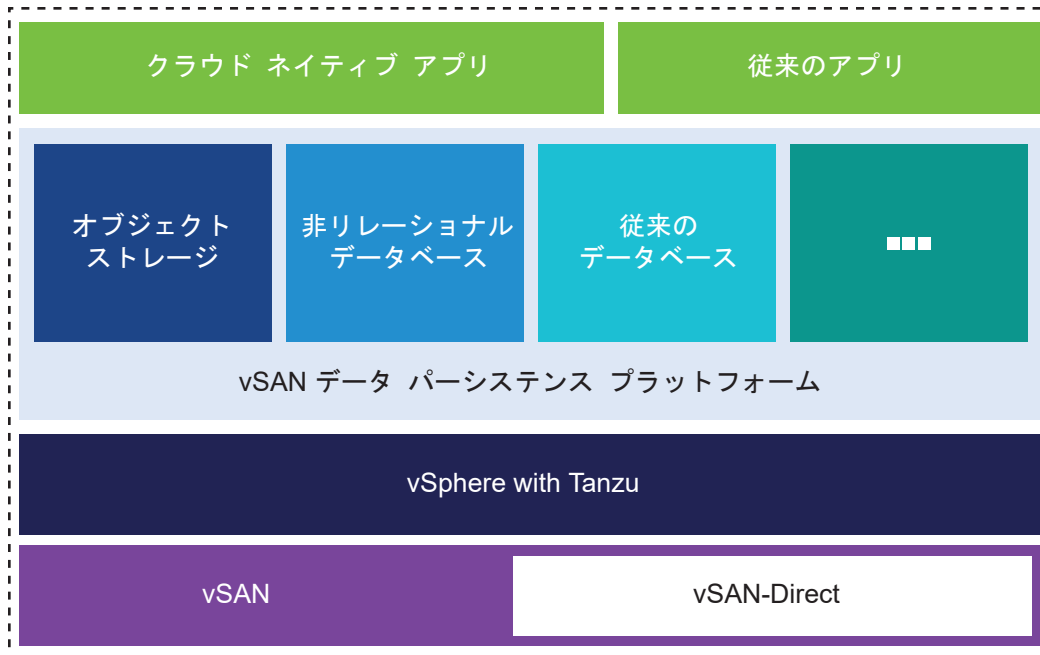 クラウド ネイティブ アプリ
従来のアプリ
オブジェクト
ストレージ
非リレーショナル
データベース
従来の
データベース
vSAN データ パーシステンス プラットフォーム
vSphere with Tanzu
vSAN
vSAN-Direct